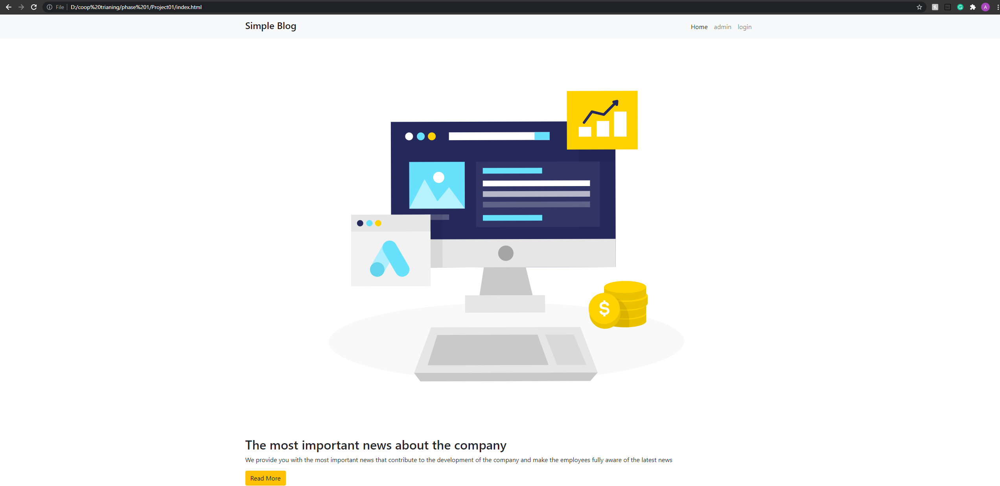 File D:/coop%20trianing/phase%201/Project01/index.html
A
Simple Blog
Home admin login
$
The most important news about the company
We provide you with the most important news that contribute to the development of the company and make the employees fully aware of the latest news
Read More